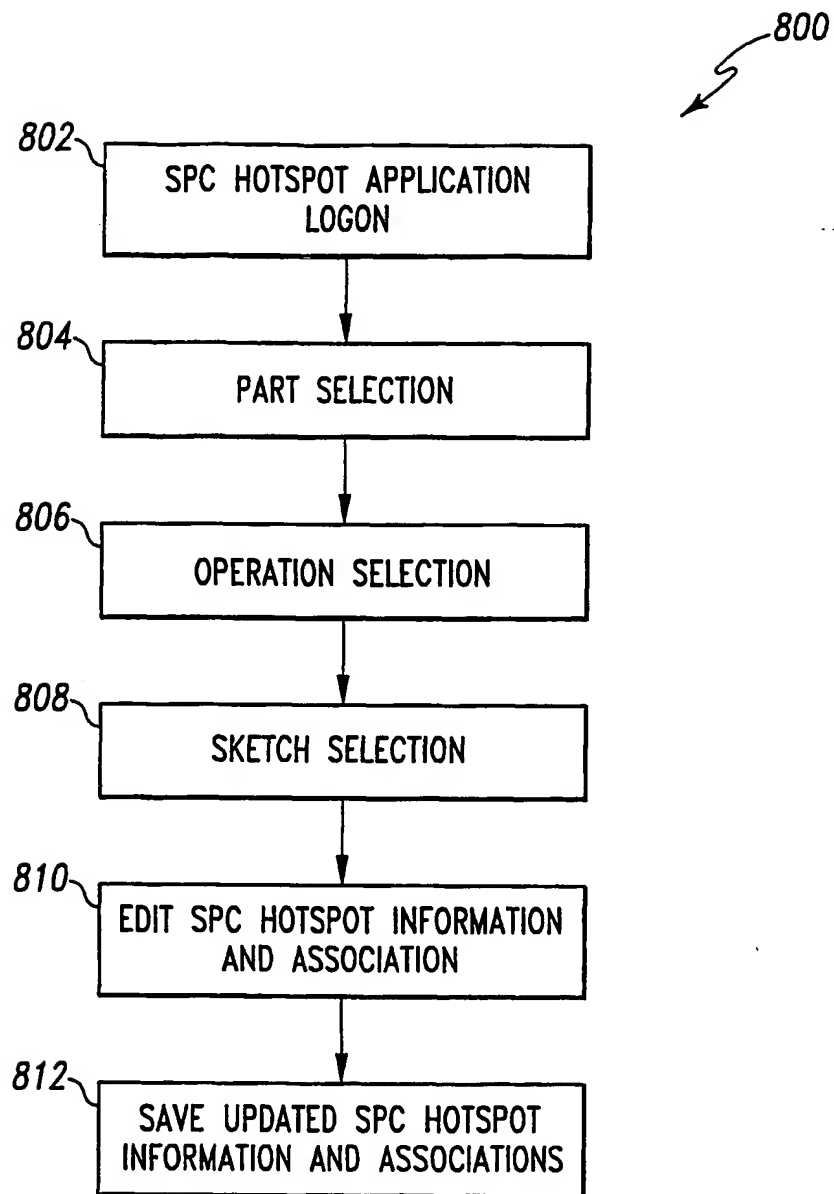 800
802
SPC HOTSPOT APPLICATION
LOGON
804
PART SELECTION
806
OPERATION SELECTION
808
SKETCH SELECTION
810
EDIT SPC HOTSPOT INFORMATION
AND ASSOCIATION
812
SAVE UPDATED SPC HOTSPOT
INFORMATION AND ASSOCIATIONS